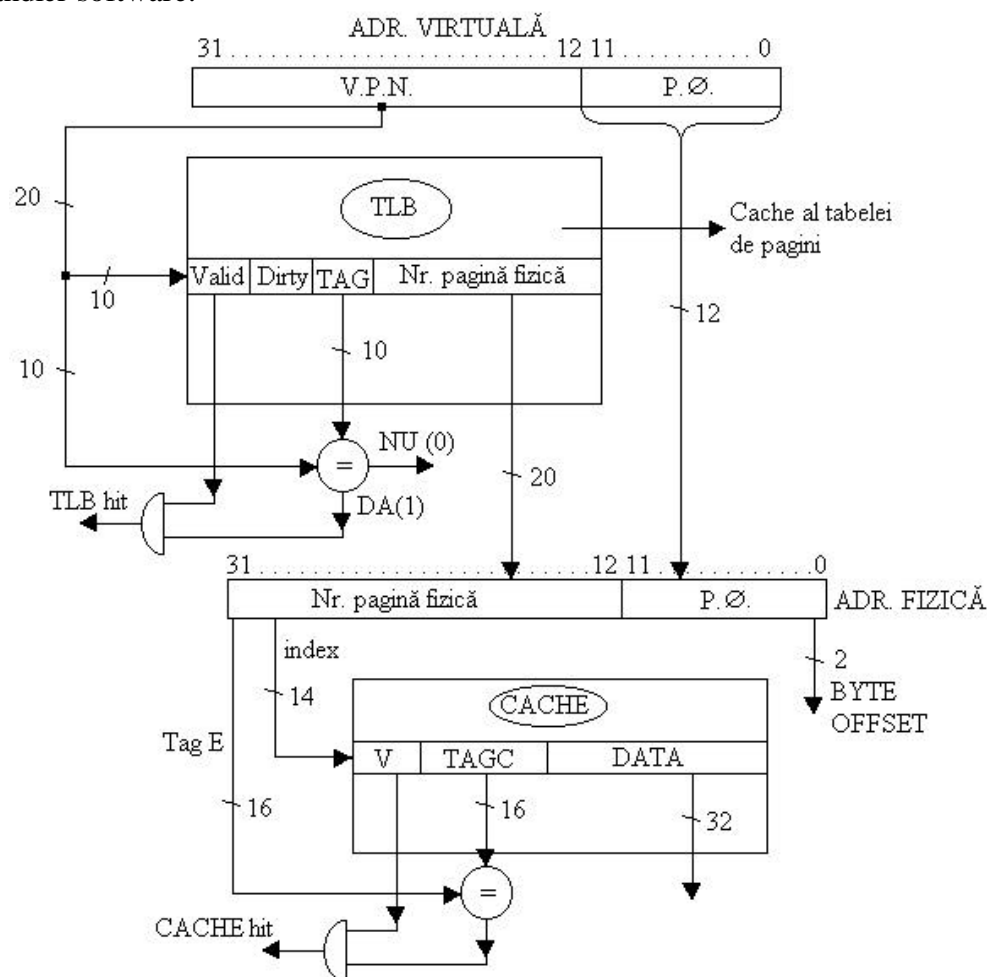 ADR. VIRTUALĂ
31 . . . . . . . . . . . . . . . . . . . . . . . . 12 11 . . . . . . . . . . . 0
V.P.N. P.Ø.
20
TLB
Cache al tabelei
de pagini
Valid Dirty TAG Nr. pagină fizică
10
12
10
10
NU (0)
=
20
TLB hit
DA(1)
31 . . . . . . . . . . . . . . . . . . . . . . . . 12 11 . . . . . . . . . . . 0
Nr. pagină fizică P.Ø. ADR. FIZICĂ
index
2
14
BYTE
OFFSET
CACHE
Tag E
V TAGC DATA
16
16
32
=
CACHE hit